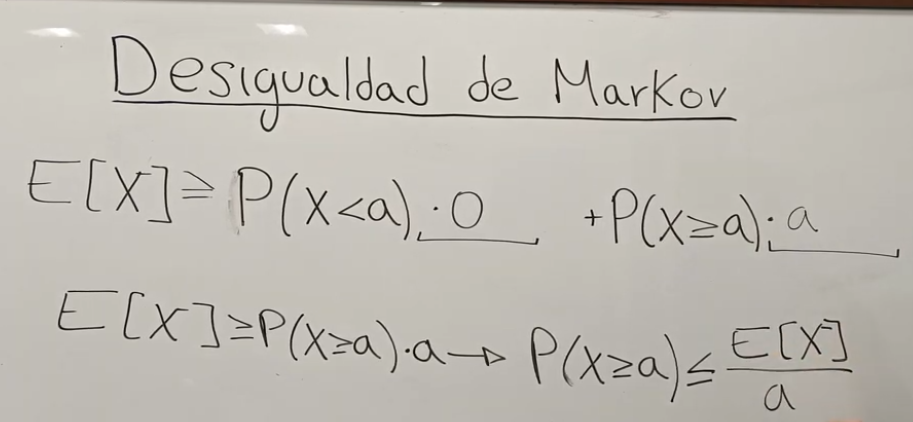 Desigualdad de Markov
E[X] ≥ P(X<a)·0 +P(X≥a)·a
E[X]≥P(X≥a)·a→ P(X≥a)≤ E[X]/a